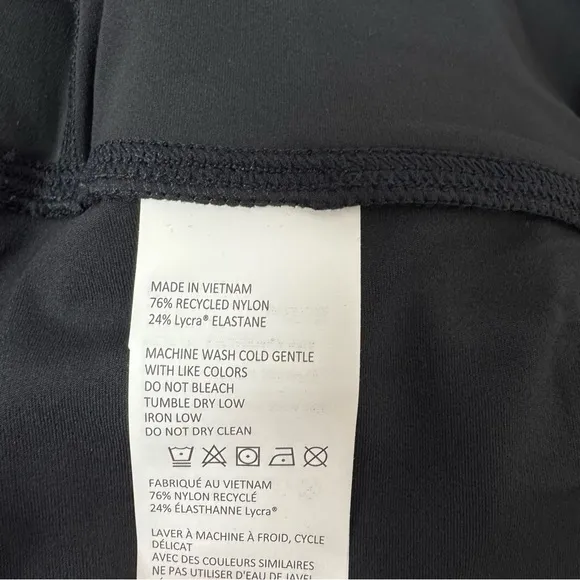 MADE IN VIETNAM
76% RECYCLED NYLON
24% Lycra® ELASTANE
MACHINE WASH COLD GENTLE
WITH LIKE COLORS
DO NOT BLEACH
TUMBLE DRY LOW
IRON LOW
DO NOT DRY CLEAN
FABRIQUÉ AU VIETNAM
76% NYLON RECYCLÉ
24% ÉLASTHANNE Lycra®
LAVER À MACHINE À FROID, CYCLE
DÉLICAT
AVEC DES COULEURS SIMILAIRES
NE PAS UTILISER D'EAU DE JAVEL